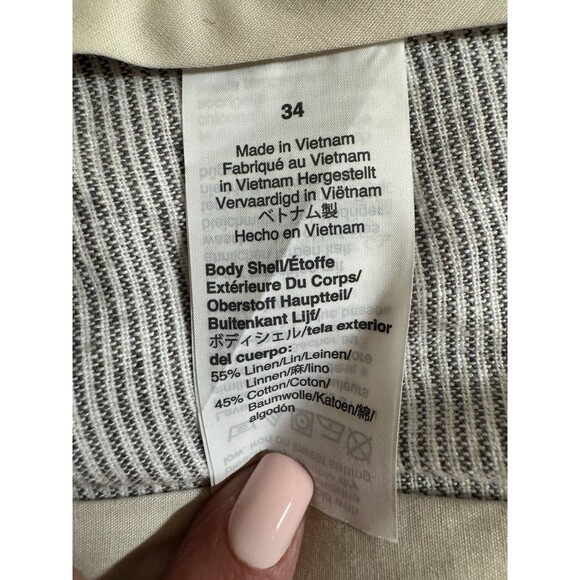 34
Made in Vietnam
Fabriqué au Vietnam
in Vietnam Hergestellt
Vervaardigd in Viëtnam
ベトナム製
Hecho en Vietnam
Body Shell/Étoffe
Extérieure Du Corps/
Oberstoff Hauptteil/
Buitenkant Lijf/
ボディシェル/tela exterior
del cuerpo:
55% Linen/Lin/Leinen/
Linnen/麻/lino
45% Cotton/Coton/
Baumwolle/Katoen/綿/
algodón